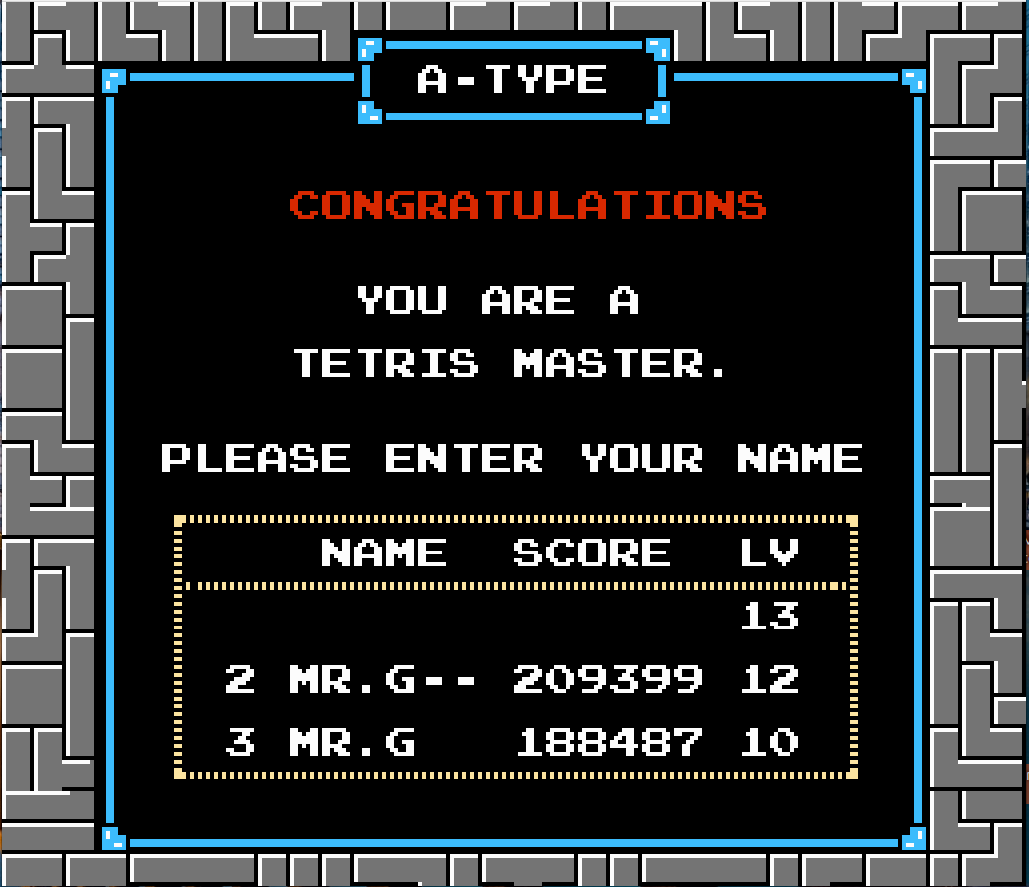 A-TYPE
CONGRATULATIONS
YOU ARE A
TETRIS MASTER.
PLEASE ENTER YOUR NAME
NAME SCORE LV
13
2 MR.G-- 209399 12
3 MR.G 188487 10